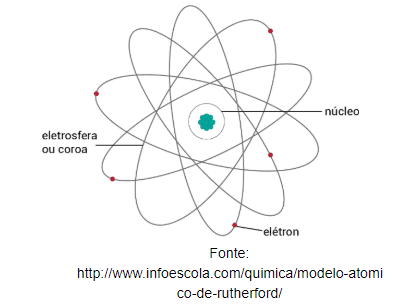 núcleo
eletrosfera
ou coroa
elétron
Fonte:
http://www.infoescola.com/quimica/modelo-atomi
co-de-rutherford/